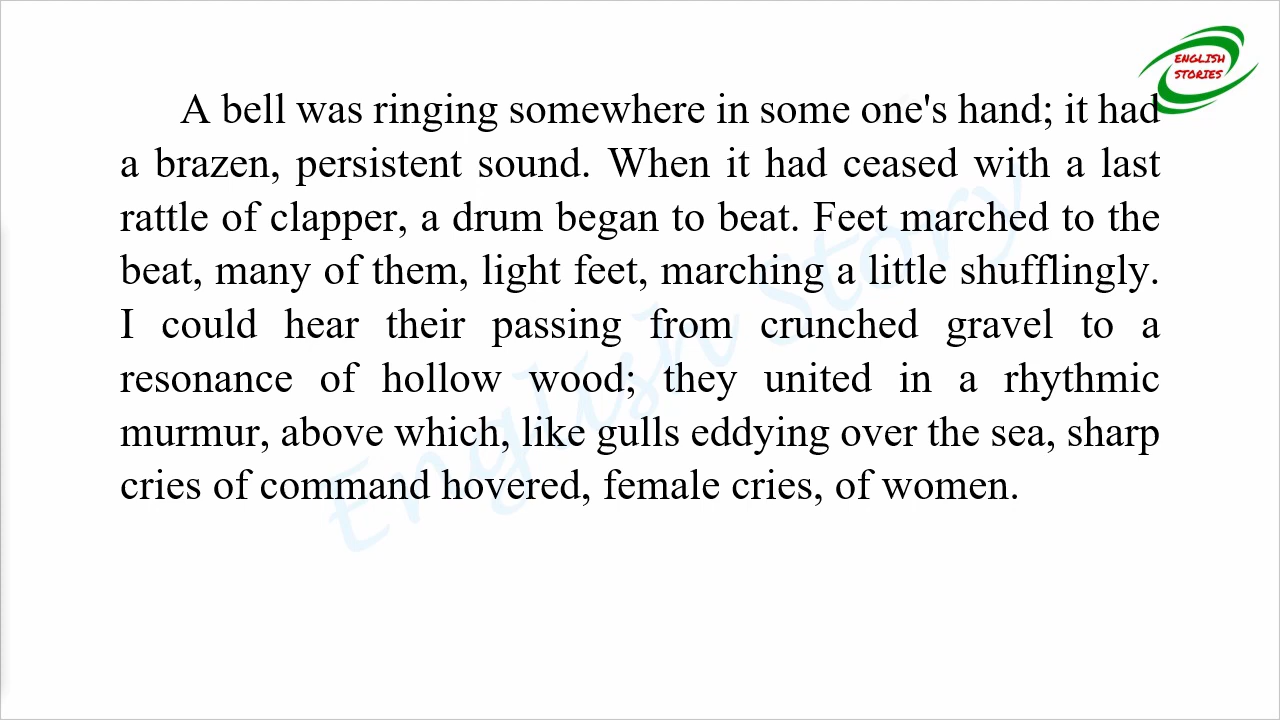 ENGLISH
STORIES
A bell was ringing somewhere in some one's hand; it had
a brazen, persistent sound. When it had ceased with a last
rattle of clapper, a drum began to beat. Feet marched to the
beat, many of them, light feet, marching a little shufflingly.
I could hear their passing from crunched gravel to a
resonance of hollow wood; they united in a rhythmic
murmur, above which, like gulls eddying over the sea, sharp
cries of command hovered, female cries, of women.
English Story